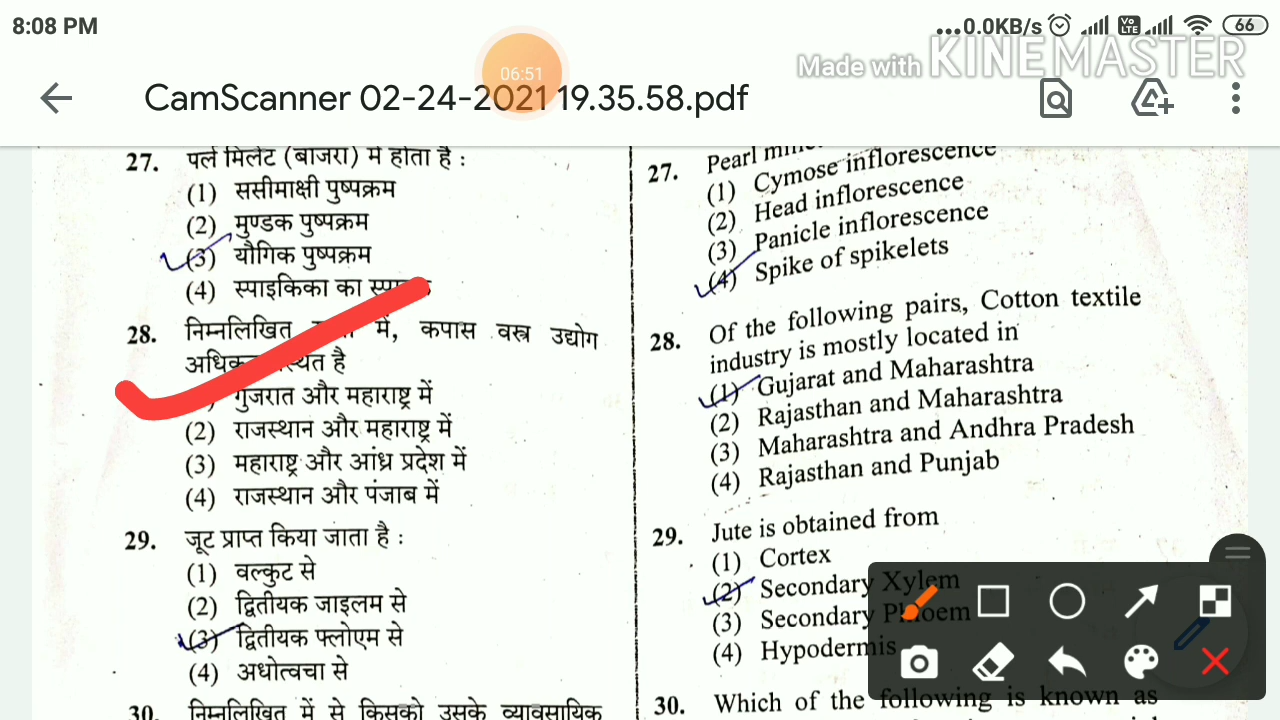 8:08 PM
...0.0KB/s Vo LTE 66
06:51
Made with KINEMASTER
CamScanner 02-24-2021 19.35.58.pdf
27. पर्ल मिलेट (बाजरा) में होता है :
(1) ससीमाक्षी पुष्पक्रम
(2) मुण्डक पुष्पक्रम
(3) यौगिक पुष्पक्रम
(4) स्पाइकिका का
28. निम्नलिखित में, कपास वस्त्र उद्योग
है
गुजरात और महाराष्ट्र में
(2) राजस्थान और महाराष्ट्र में
(3) महाराष्ट्र और आंध्र प्रदेश में
(4) राजस्थान और पंजाब में
29. जूट प्राप्त किया जाता है :
(1) वल्कुट से
(2) द्वितीयक जाइलम से
(3) द्वितीयक फ्लोएम से
(4) अधोत्वचा से
30. निम्नलिखित में से किसको उसके व्यावसायिक
27. Pearl
(1) Cymose inflorescence
(2) Head inflorescence
(3) Panicle inflorescence
(4) Spike of spikelets
28. Of the following pairs, Cotton textile
industry is mostly located in
(1) Gujarat and Maharashtra
(2) Rajasthan and Maharashtra
(3) Maharashtra and Andhra Pradesh
(4) Rajasthan and Punjab
29. Jute is obtained from
(1) Cortex
(2) Secondary Xylem
(3) Secondary Phloem
(4) Hypodermis
30. Which of the following is known as